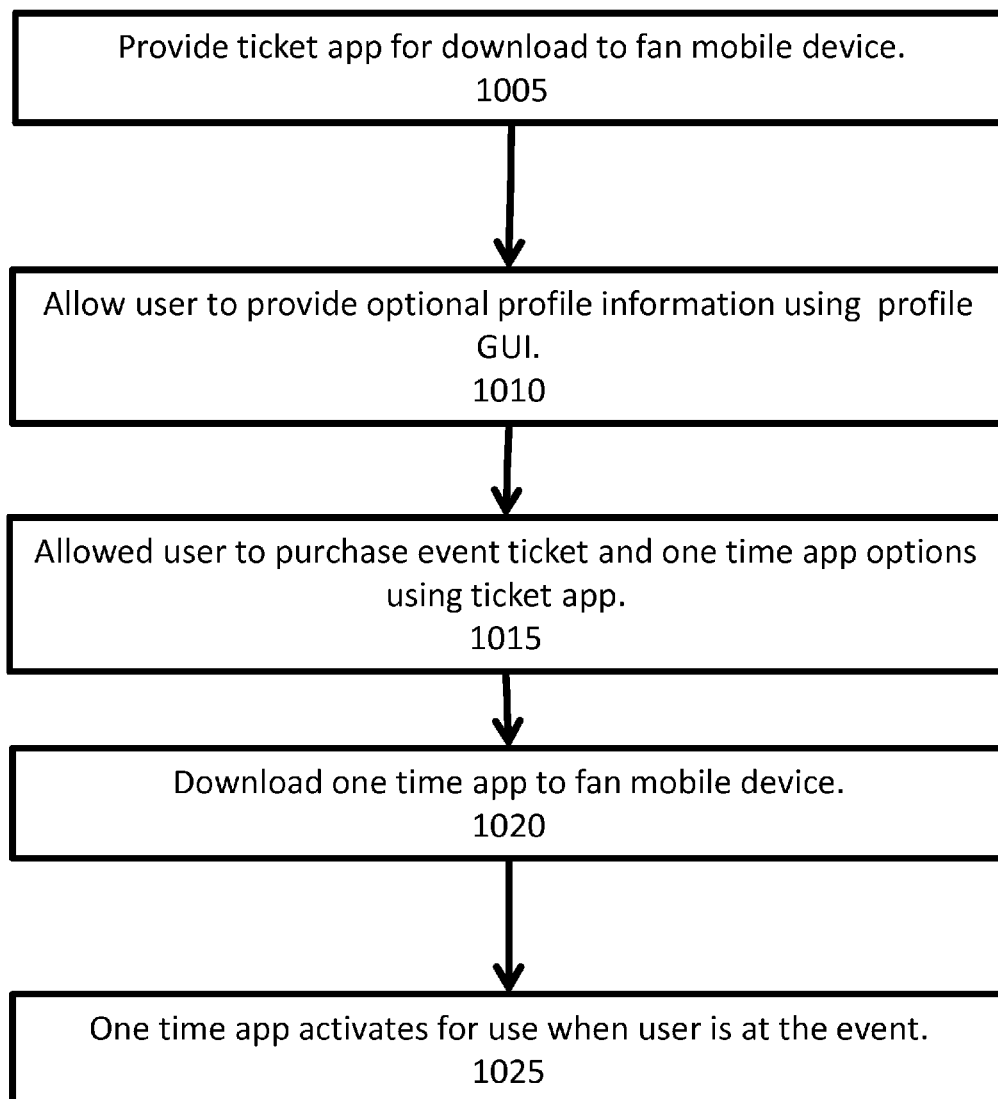 Provide ticket app for download to fan mobile device.
1005
Allow user to provide optional profile information using profile
GUI.
1010
Allowed user to purchase event ticket and one time app options
using ticket app.
1015
Download one time app to fan mobile device.
1020
One time app activates for use when user is at the event.
1025